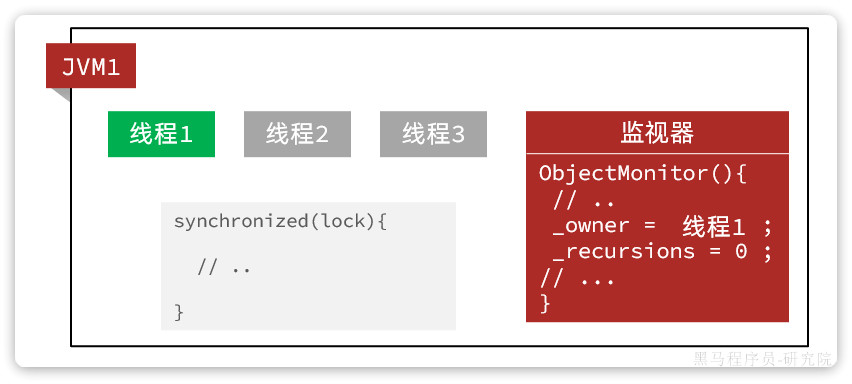 JVM1
线程1
线程2
线程3
监视器
ObjectMonitor(){
// ..
_owner = 线程1 ;
_recursions = 0 ;
// ...
}
synchronized(lock){
// ..
}
黑马程序员-研究院